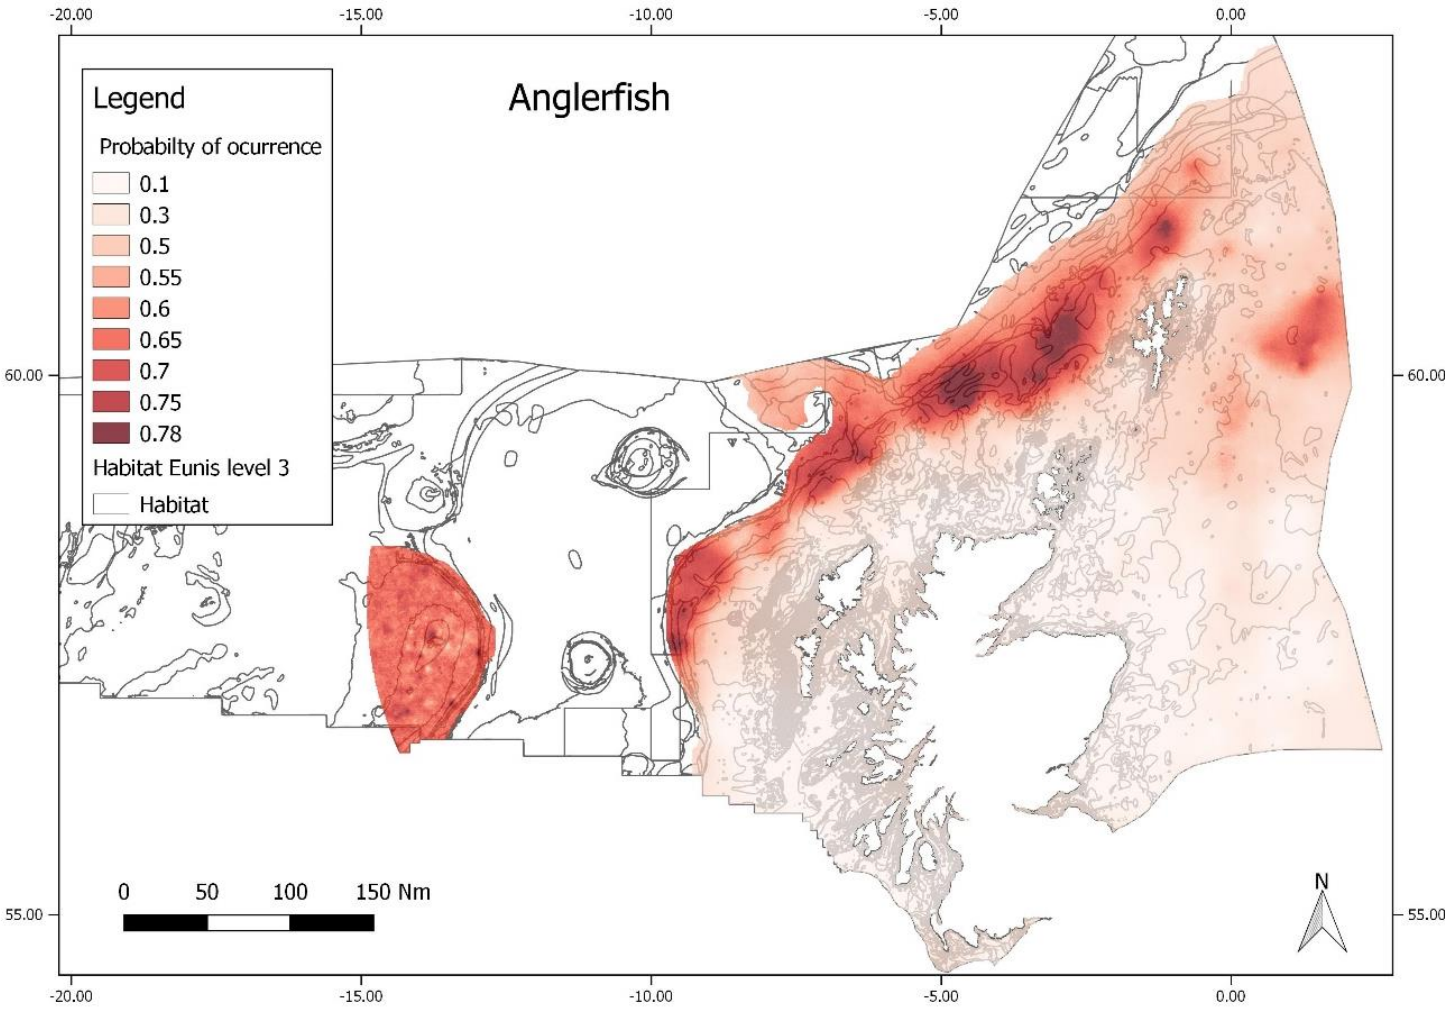 -20.00 -15.00 -10.00 -5.00 0.00
Anglerfish
Legend
Probabilty of ocurrence
0.1
0.3
0.5
0.55
0.6
0.65
0.7
0.75
0.78
Habitat Eunis level 3
Habitat
60.00 60.00
0 50 100 150 Nm
N
55.00 55.00
-20.00 -15.00 -10.00 -5.00 0.00